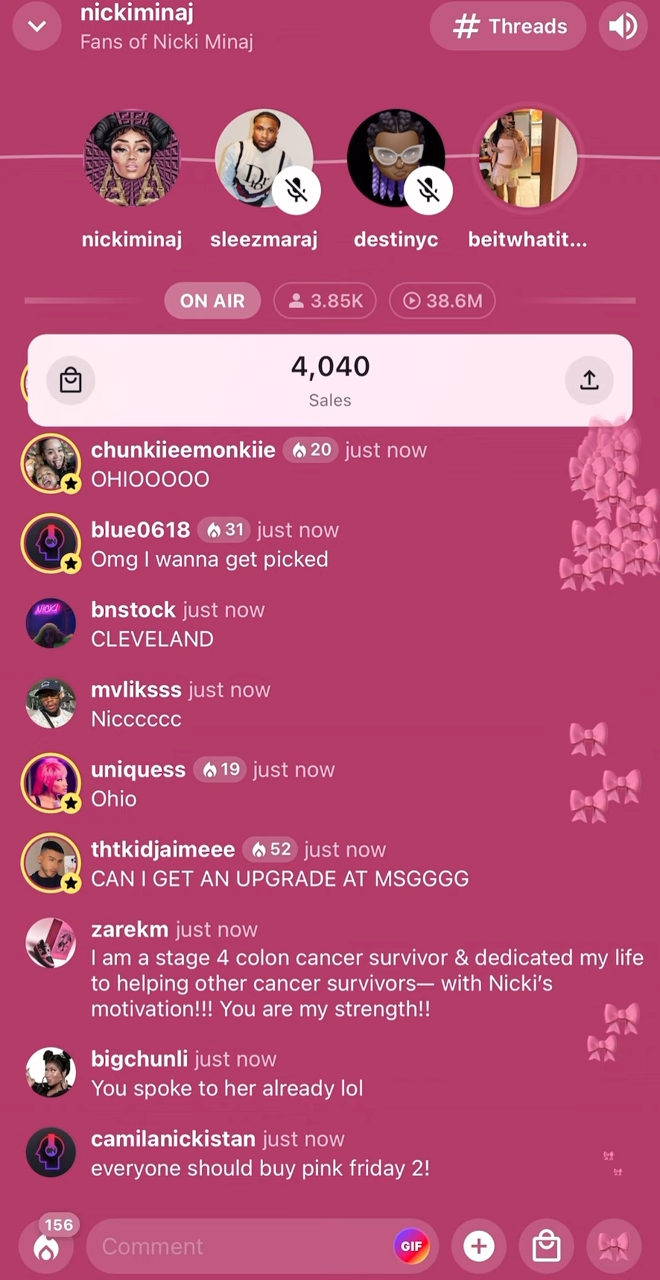 nickiminaj
Fans of Nicki Minaj
# Threads
nickiminaj sleezmaraj destinyc beitwhatit...
ON AIR 3.85K 38.6M
4,040
Sales
chunkiieemonkiie 20 just now
OHIOOOOO
blue0618 31 just now
Omg I wanna get picked
bnstock just now
CLEVELAND
mvliksss just now
Nicccccc
uniquess 19 just now
Ohio
thtkidjaimeee 52 just now
CAN I GET AN UPGRADE AT MSGGGG
zarekm just now
I am a stage 4 colon cancer survivor & dedicated my life
to helping other cancer survivors— with Nicki’s
motivation!!! You are my strength!!
bigchunli just now
You spoke to her already lol
camilanickistan just now
everyone should buy pink friday 2!
156
Comment GIF